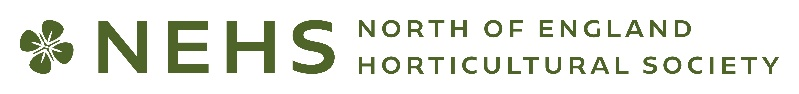 NEHS
NORTH OF ENGLAND
HORTICULTURAL SOCIETY